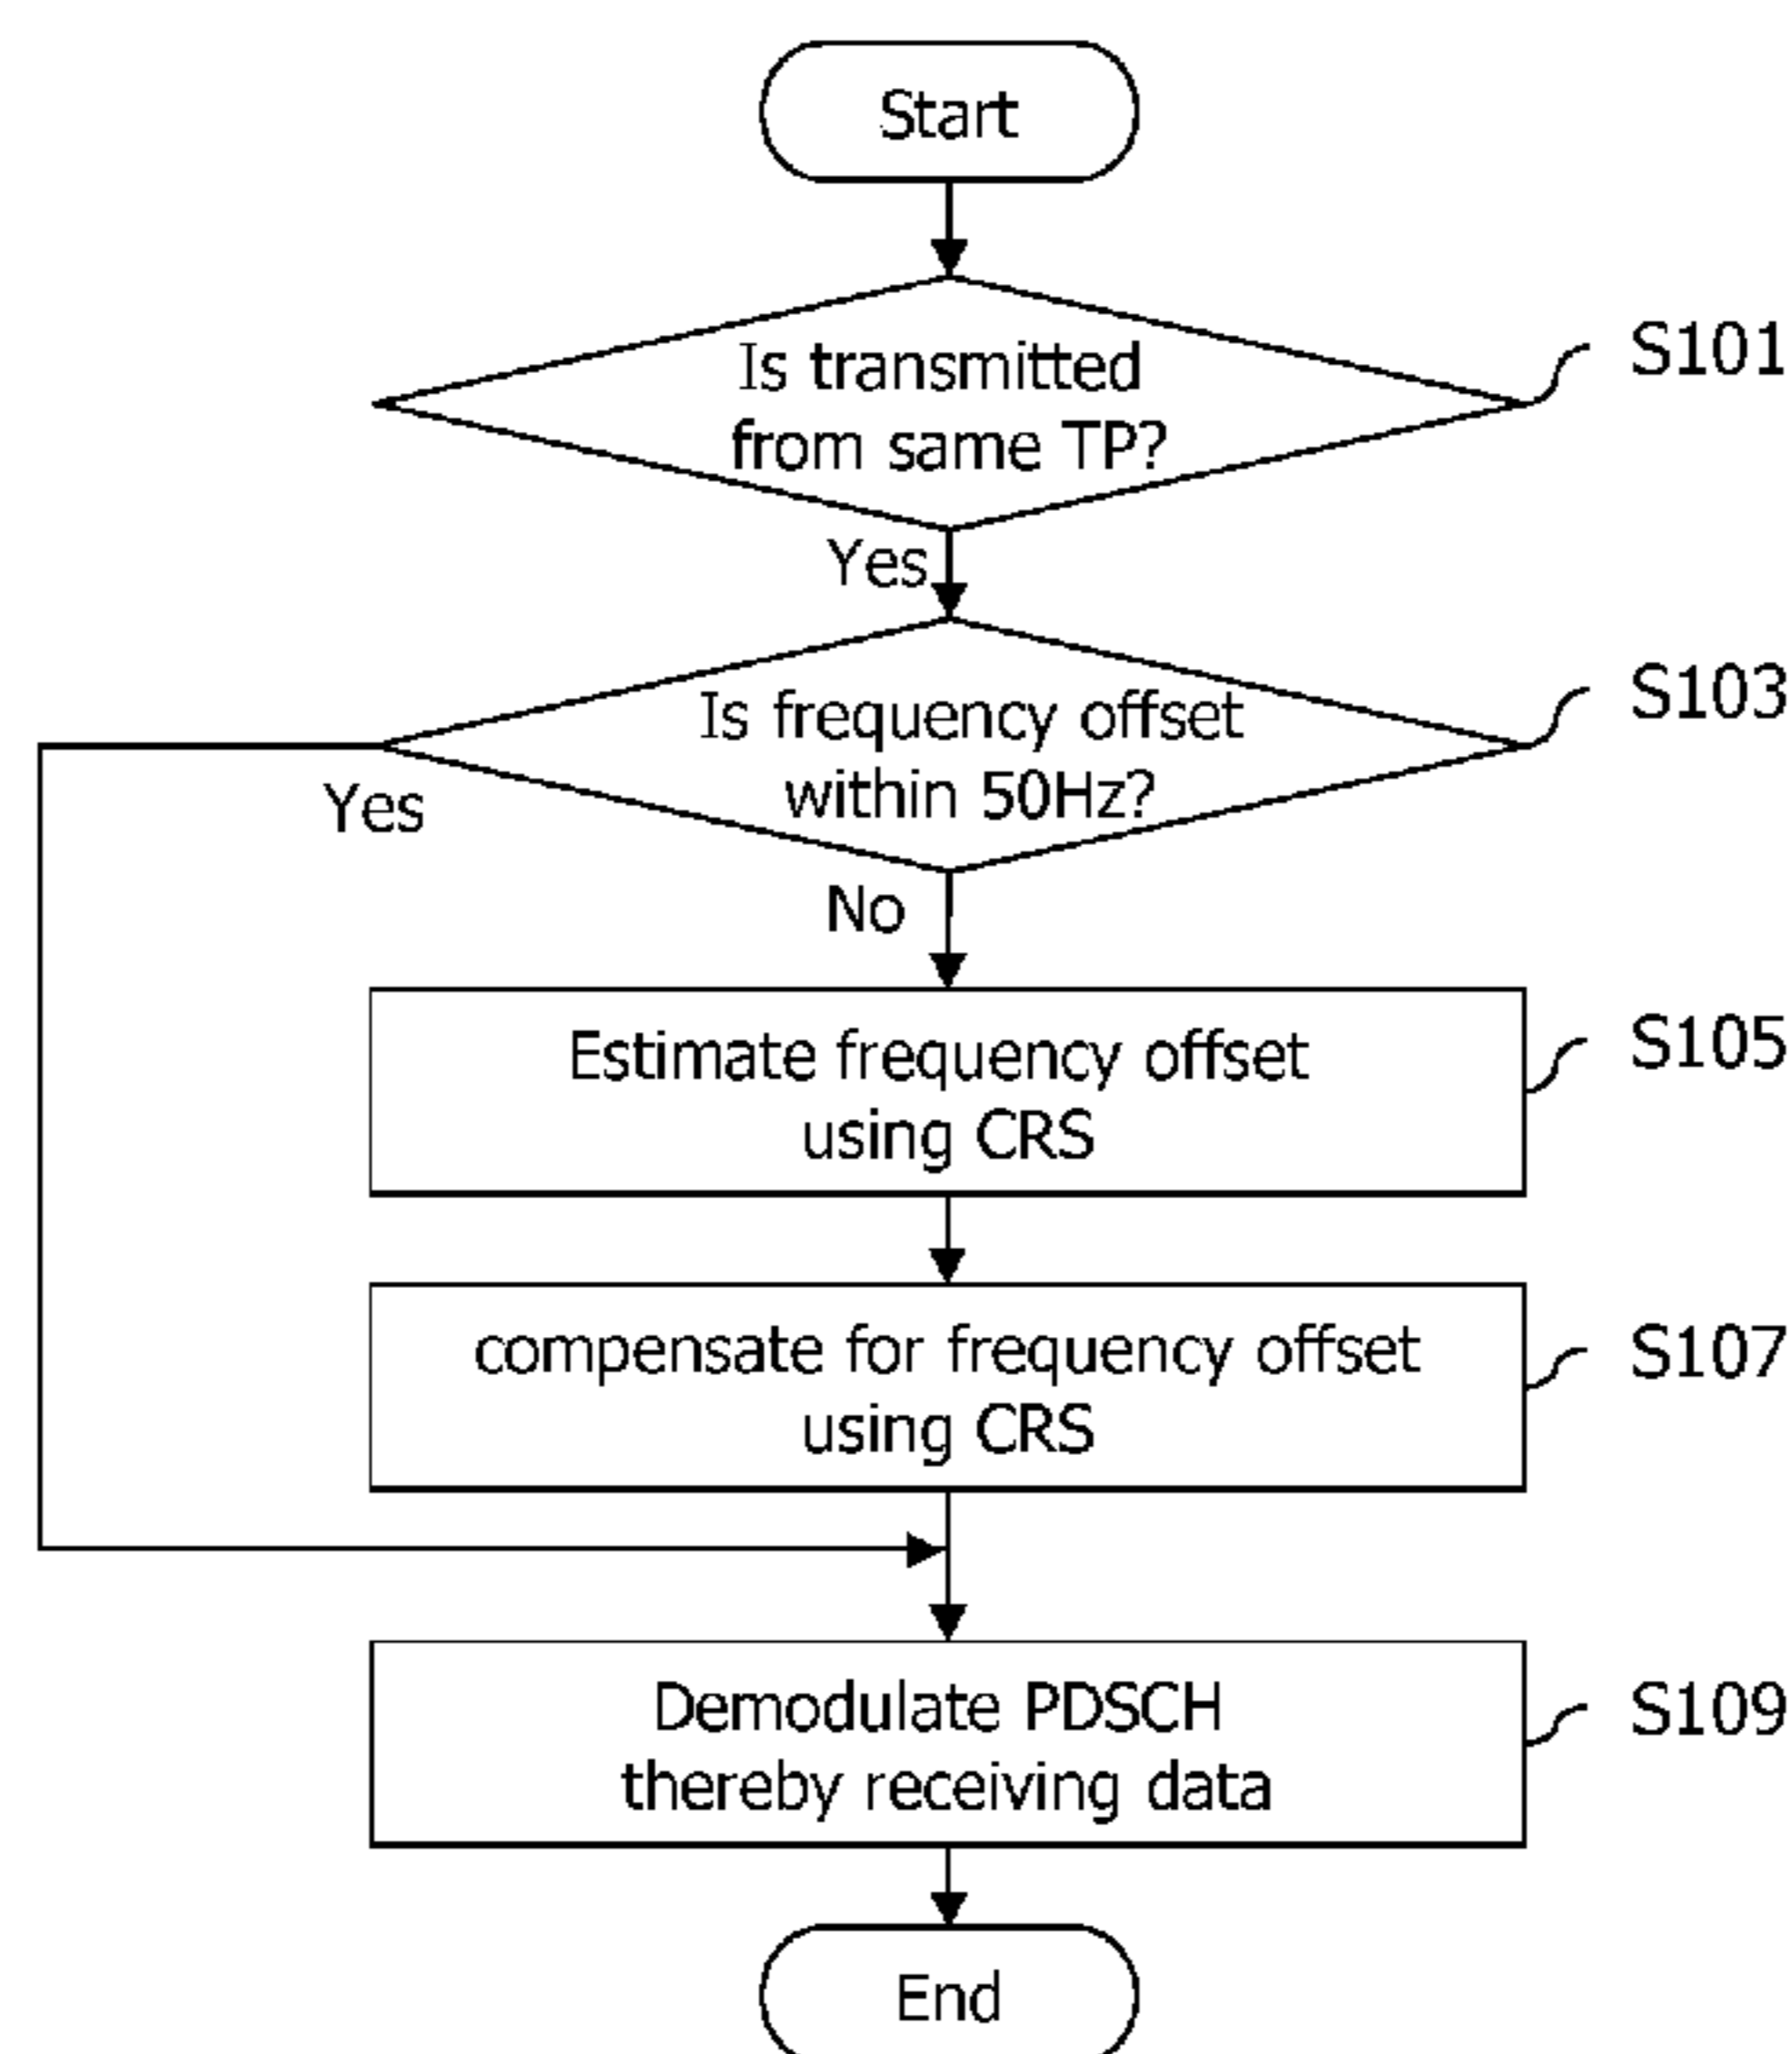 Start
Is transmitted
from same TP?
S101
Yes
Is frequency offset
within 50Hz?
S103
Yes
No
Estimate frequency offset
using CRS
S105
compensate for frequency offset
using CRS
S107
Demodulate PDSCH
thereby receiving data
S109
End